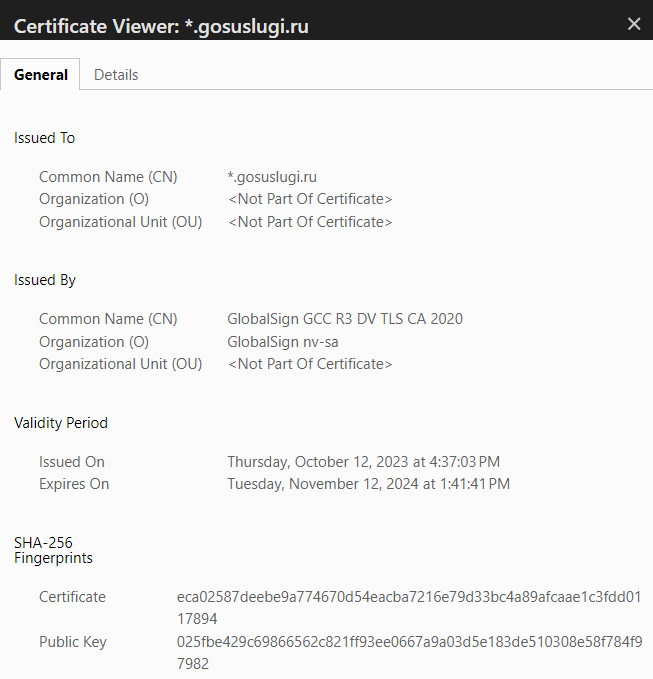 Certificate Viewer: *.gosuslugi.ru
General Details
Issued To
Common Name (CN) *.gosuslugi.ru
Organization (O) <Not Part Of Certificate>
Organizational Unit (OU) <Not Part Of Certificate>
Issued By
Common Name (CN) GlobalSign GCC R3 DV TLS CA 2020
Organization (O) GlobalSign nv-sa
Organizational Unit (OU) <Not Part Of Certificate>
Validity Period
Issued On Thursday, October 12, 2023 at 4:37:03 PM
Expires On Tuesday, November 12, 2024 at 1:41:41 PM
SHA-256
Fingerprints
Certificate eca02587deebe9a774670d54eacba7216e79d33bc4a89afcaae1c3fdd01
17894
Public Key 025fbe429c69866562c821ff93ee0667a9a03d5e183de510308e58f784f9
7982